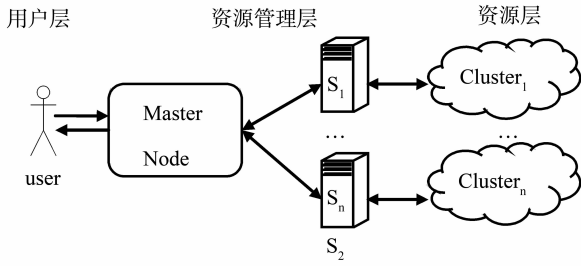 用户层 资源管理层 资源层
S₁ Cluster₁
Master
... ...
Node
Sₙ Clusterₙ
user
S₂